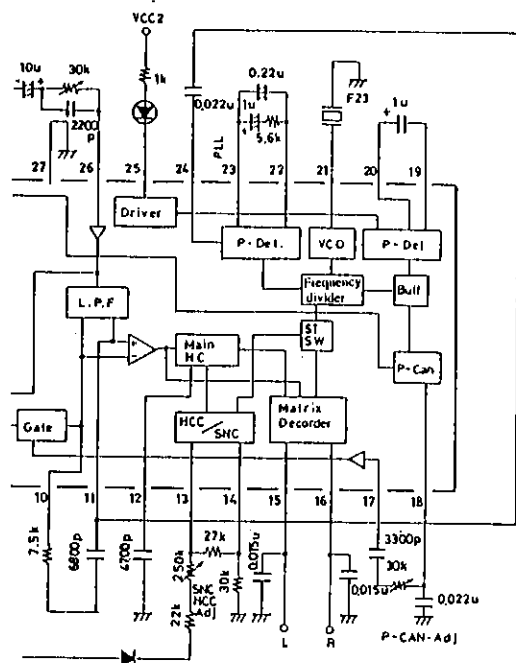 VCC2
10u
30k
2200
p
1k
0.022u
0.22u
1u
5.6k
PLL
F23
1u
27
26
25
24
23
22
21
20
19
Driver
P-Det.
VCO
P-Det
L.P.F
Frequency
divider
Buff
ST
SW
+
-
Main
HC
P-Can
HCC
/SNC
Matrix
Decorder
Gate
10
11
12
13
14
15
16
17
18
7.5k
6800p
4700p
250k
27k
30k
SNC
HCC
Adj
22k
0.015u
L
R
0.015u
3300p
30k
0.022u
P-CAN-Adj